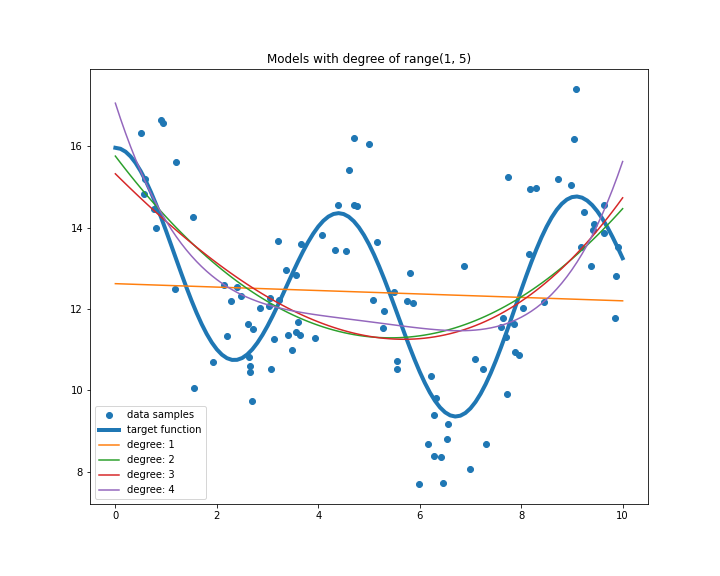 Models with degree of range(1, 5)
16
14
12
10
8
data samples
target function
degree: 1
degree: 2
degree: 3
degree: 4
0 2 4 6 8 10